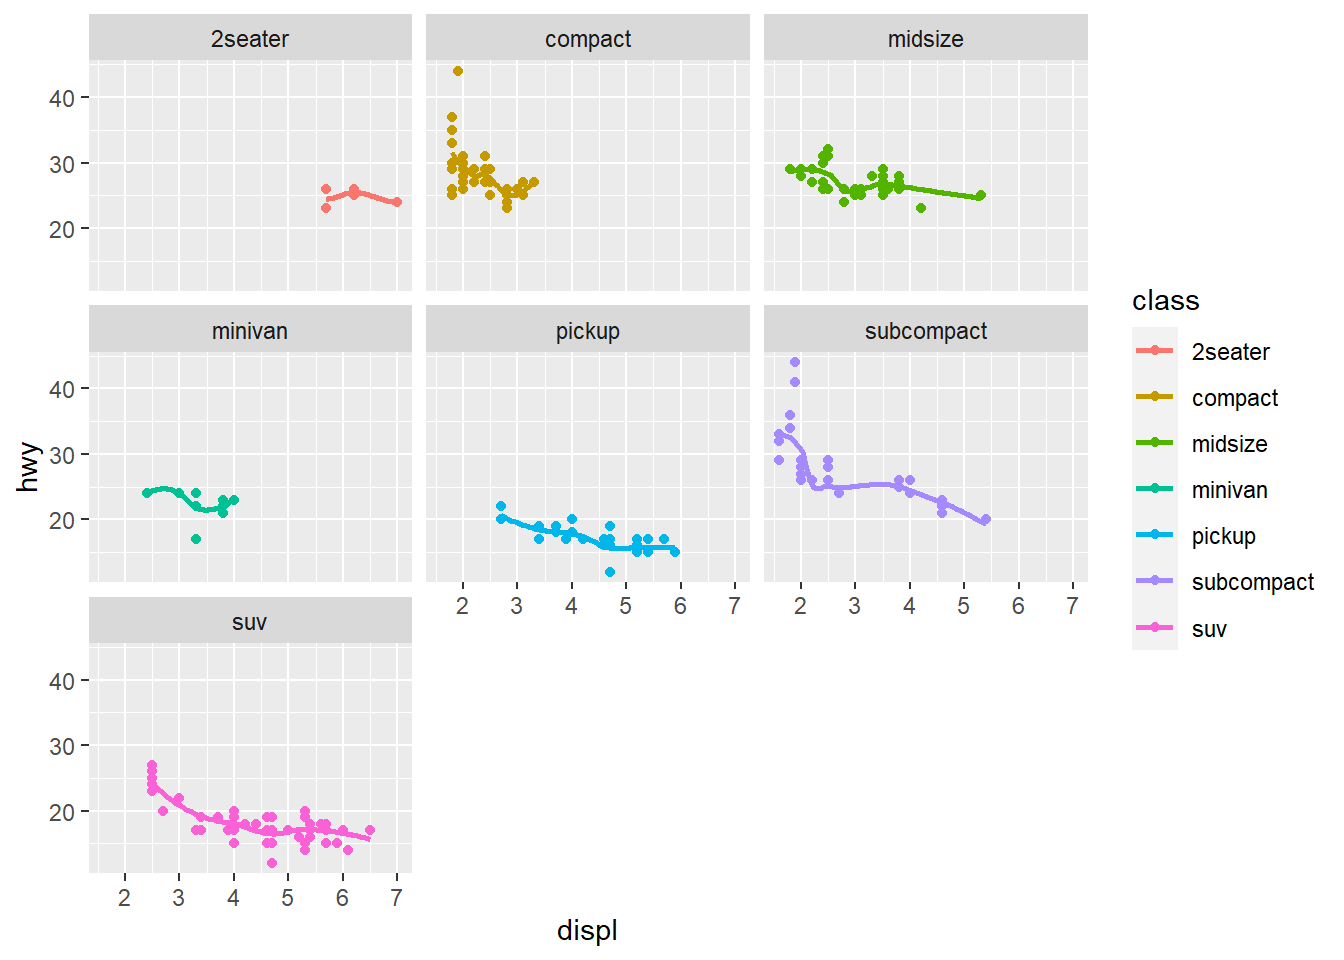 2seater compact midsize
40
30
20
minivan pickup subcompact
40
30
20
2 3 4 5 6 7 2 3 4 5 6 7
suv
40
30
20
2 3 4 5 6 7
displ
hwy
class
2seater
compact
midsize
minivan
pickup
subcompact
suv